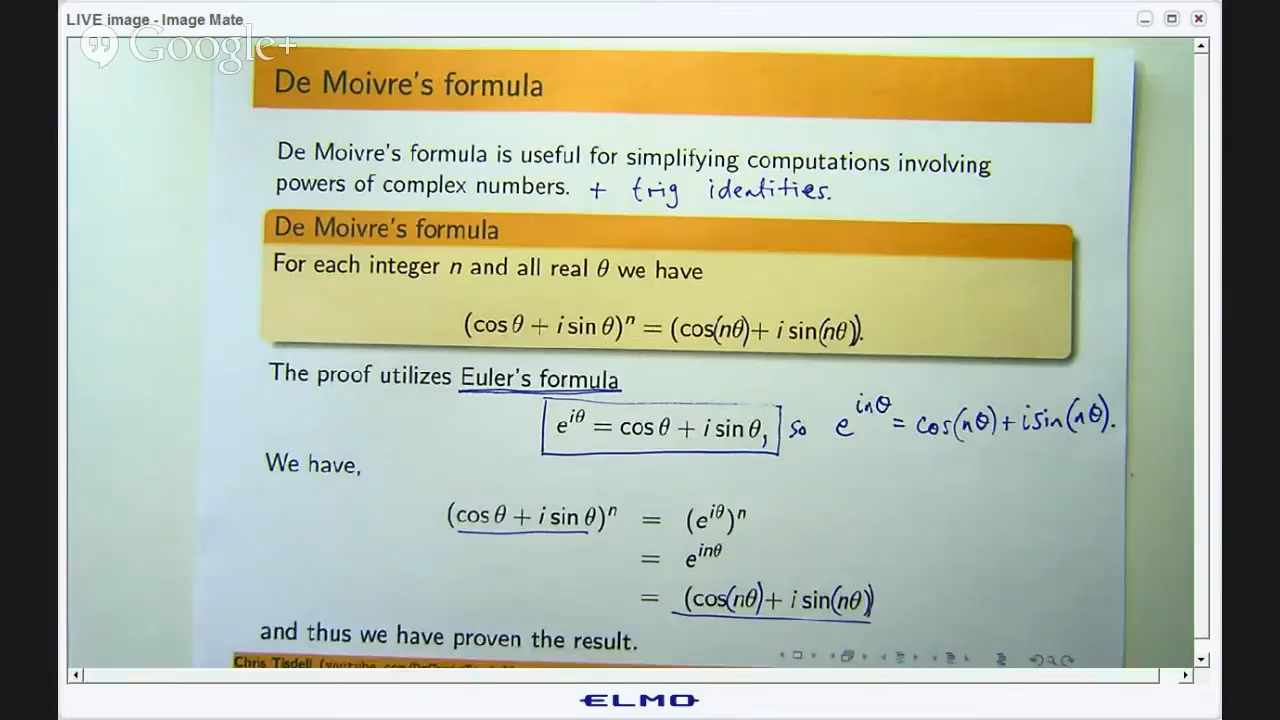 LIVE image - Image Mate
Google+
De Moivre's formula
De Moivre's formula is useful for simplifying computations involving
powers of complex numbers. + trig identities.
De Moivre's formula
For each integer n and all real θ we have
(cos θ + i sin θ)ⁿ = (cos(nθ) + i sin(nθ)).
The proof utilizes Euler's formula
e^{iθ} = cos θ + i sin θ, so e^{inθ} = cos(nθ) + i sin(nθ).
We have,
(cos θ + i sin θ)ⁿ = (e^{iθ})ⁿ
= e^{inθ}
= (cos(nθ) + i sin(nθ))
and thus we have proven the result.
Chris Tisdell
ELMO